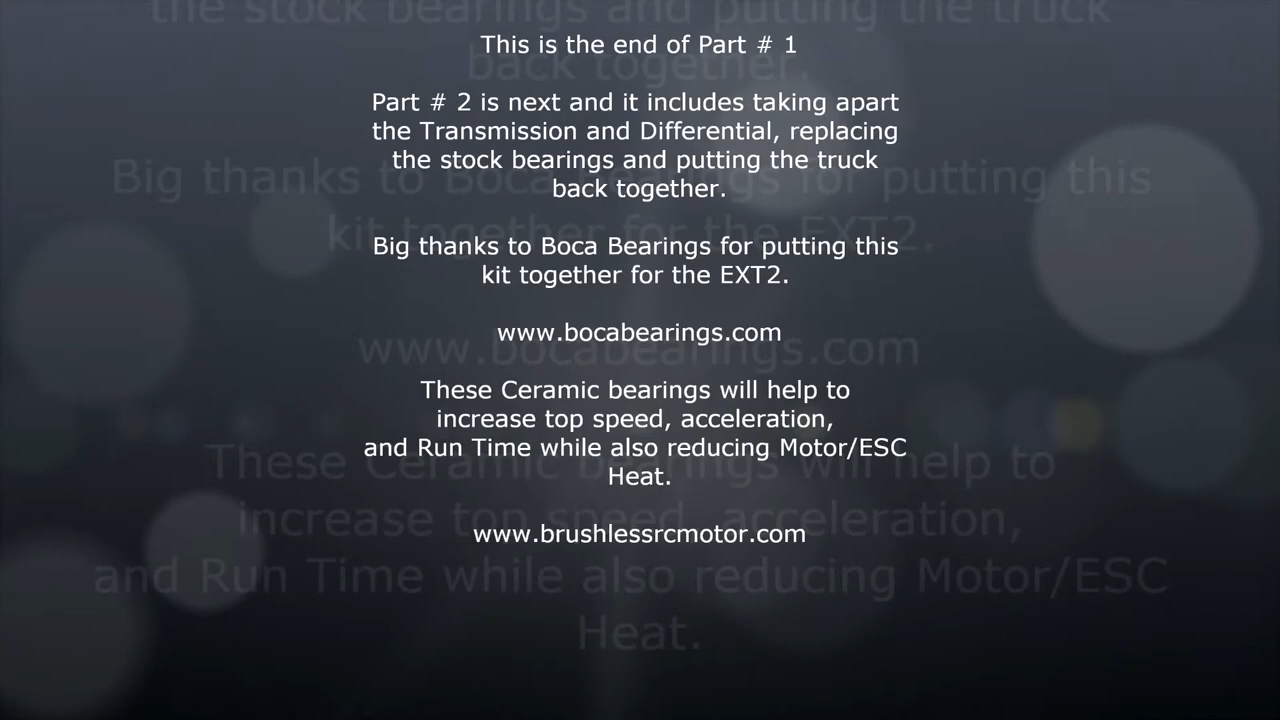 This is the end of Part # 1
Part # 2 is next and it includes taking apart
the Transmission and Differential, replacing
the stock bearings and putting the truck
back together.
Big thanks to Boca Bearings for putting this
kit together for the EXT2.
www.bocabearings.com
These Ceramic bearings will help to
increase top speed, acceleration,
and Run Time while also reducing Motor/ESC
Heat.
www.brushlessrcmotor.com